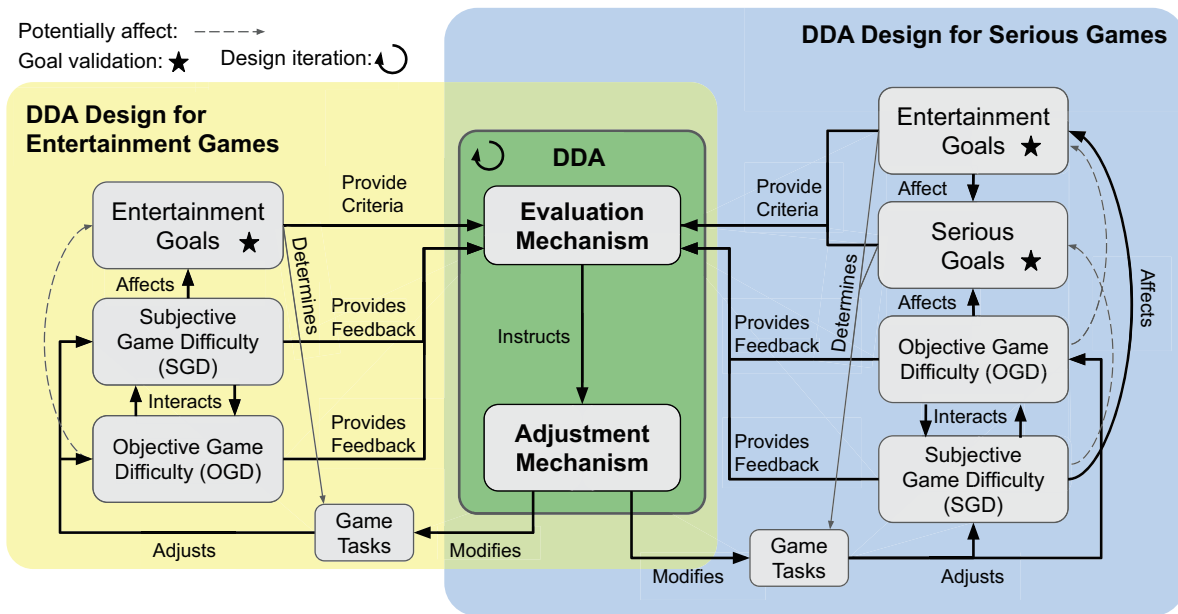 Potentially affect:
Goal validation:
Design iteration:
DDA Design for Serious Games
DDA Design for
Entertainment Games
DDA
Entertainment
Goals
Provide
Criteria
Evaluation
Mechanism
Provide
Criteria
Entertainment
Goals
Affect
Serious
Goals
Affects
Determines
Affects
Subjective
Game Difficulty
(SGD)
Provides
Feedback
Instructs
Provides
Feedback
Determines
Affects
Objective Game
Difficulty (OGD)
Interacts
Objective Game
Difficulty (OGD)
Provides
Feedback
Adjustment
Mechanism
Provides
Feedback
Interacts
Subjective
Game Difficulty
(SGD)
Adjusts
Game
Tasks
Modifies
Modifies
Game
Tasks
Adjusts